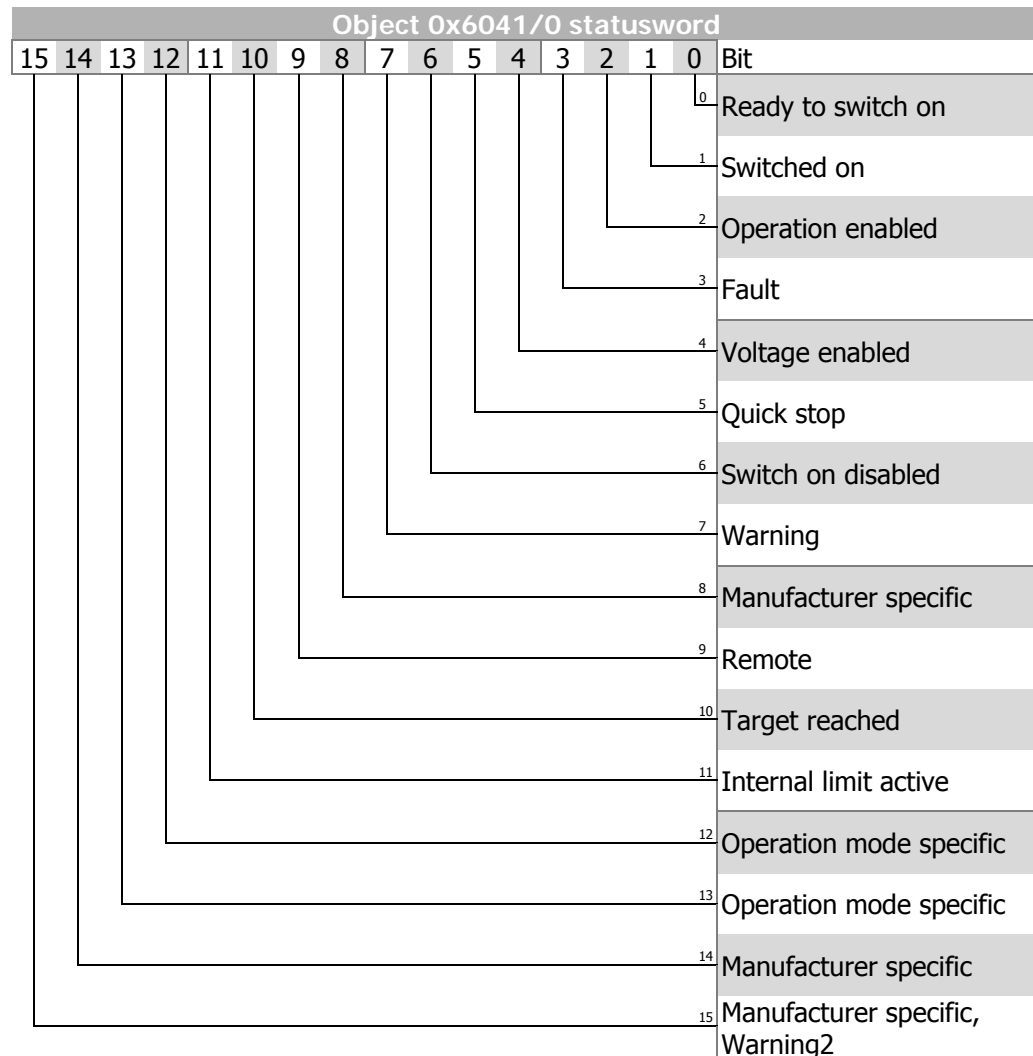 Object 0x6041/0 statusword
15 14 13 12 11 10 9 8 7 6 5 4 3 2 1 0 Bit
0 Ready to switch on
1 Switched on
2 Operation enabled
3 Fault
4 Voltage enabled
5 Quick stop
6 Switch on disabled
7 Warning
8 Manufacturer specific
9 Remote
10 Target reached
11 Internal limit active
12 Operation mode specific
13 Operation mode specific
14 Manufacturer specific
15 Manufacturer specific,
Warning2